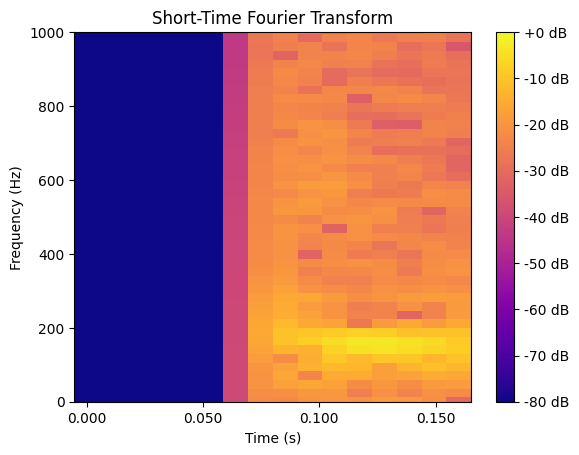 Short-Time Fourier Transform
1000
800
600
400
200
0
Frequency (Hz)
0.000
0.050
0.100
0.150
Time (s)
+0 dB
-10 dB
-20 dB
-30 dB
-40 dB
-50 dB
-60 dB
-70 dB
-80 dB